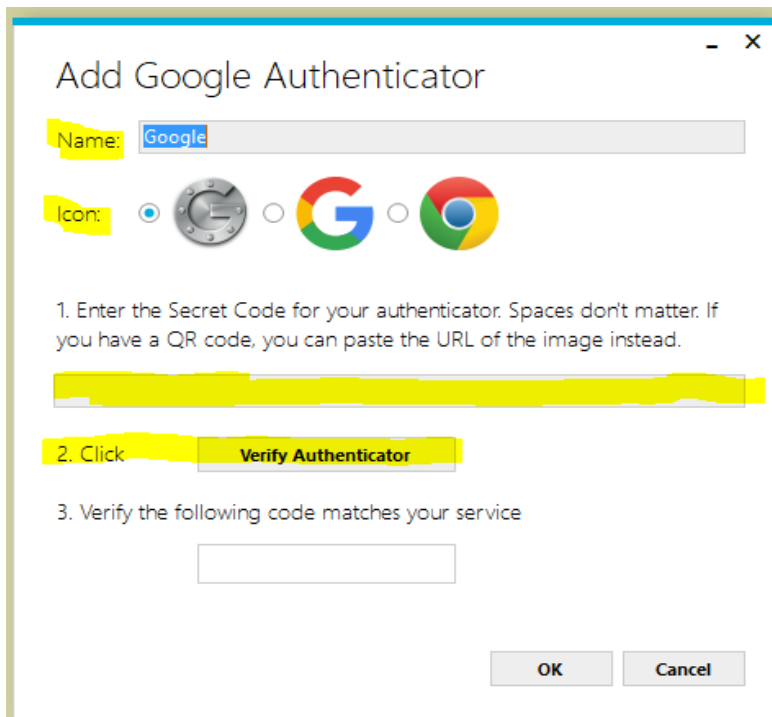 Add Google Authenticator
Name: Google
Icon:
1. Enter the Secret Code for your authenticator. Spaces don't matter. If
you have a QR code, you can paste the URL of the image instead.
2. Click Verify Authenticator
3. Verify the following code matches your service
OK Cancel